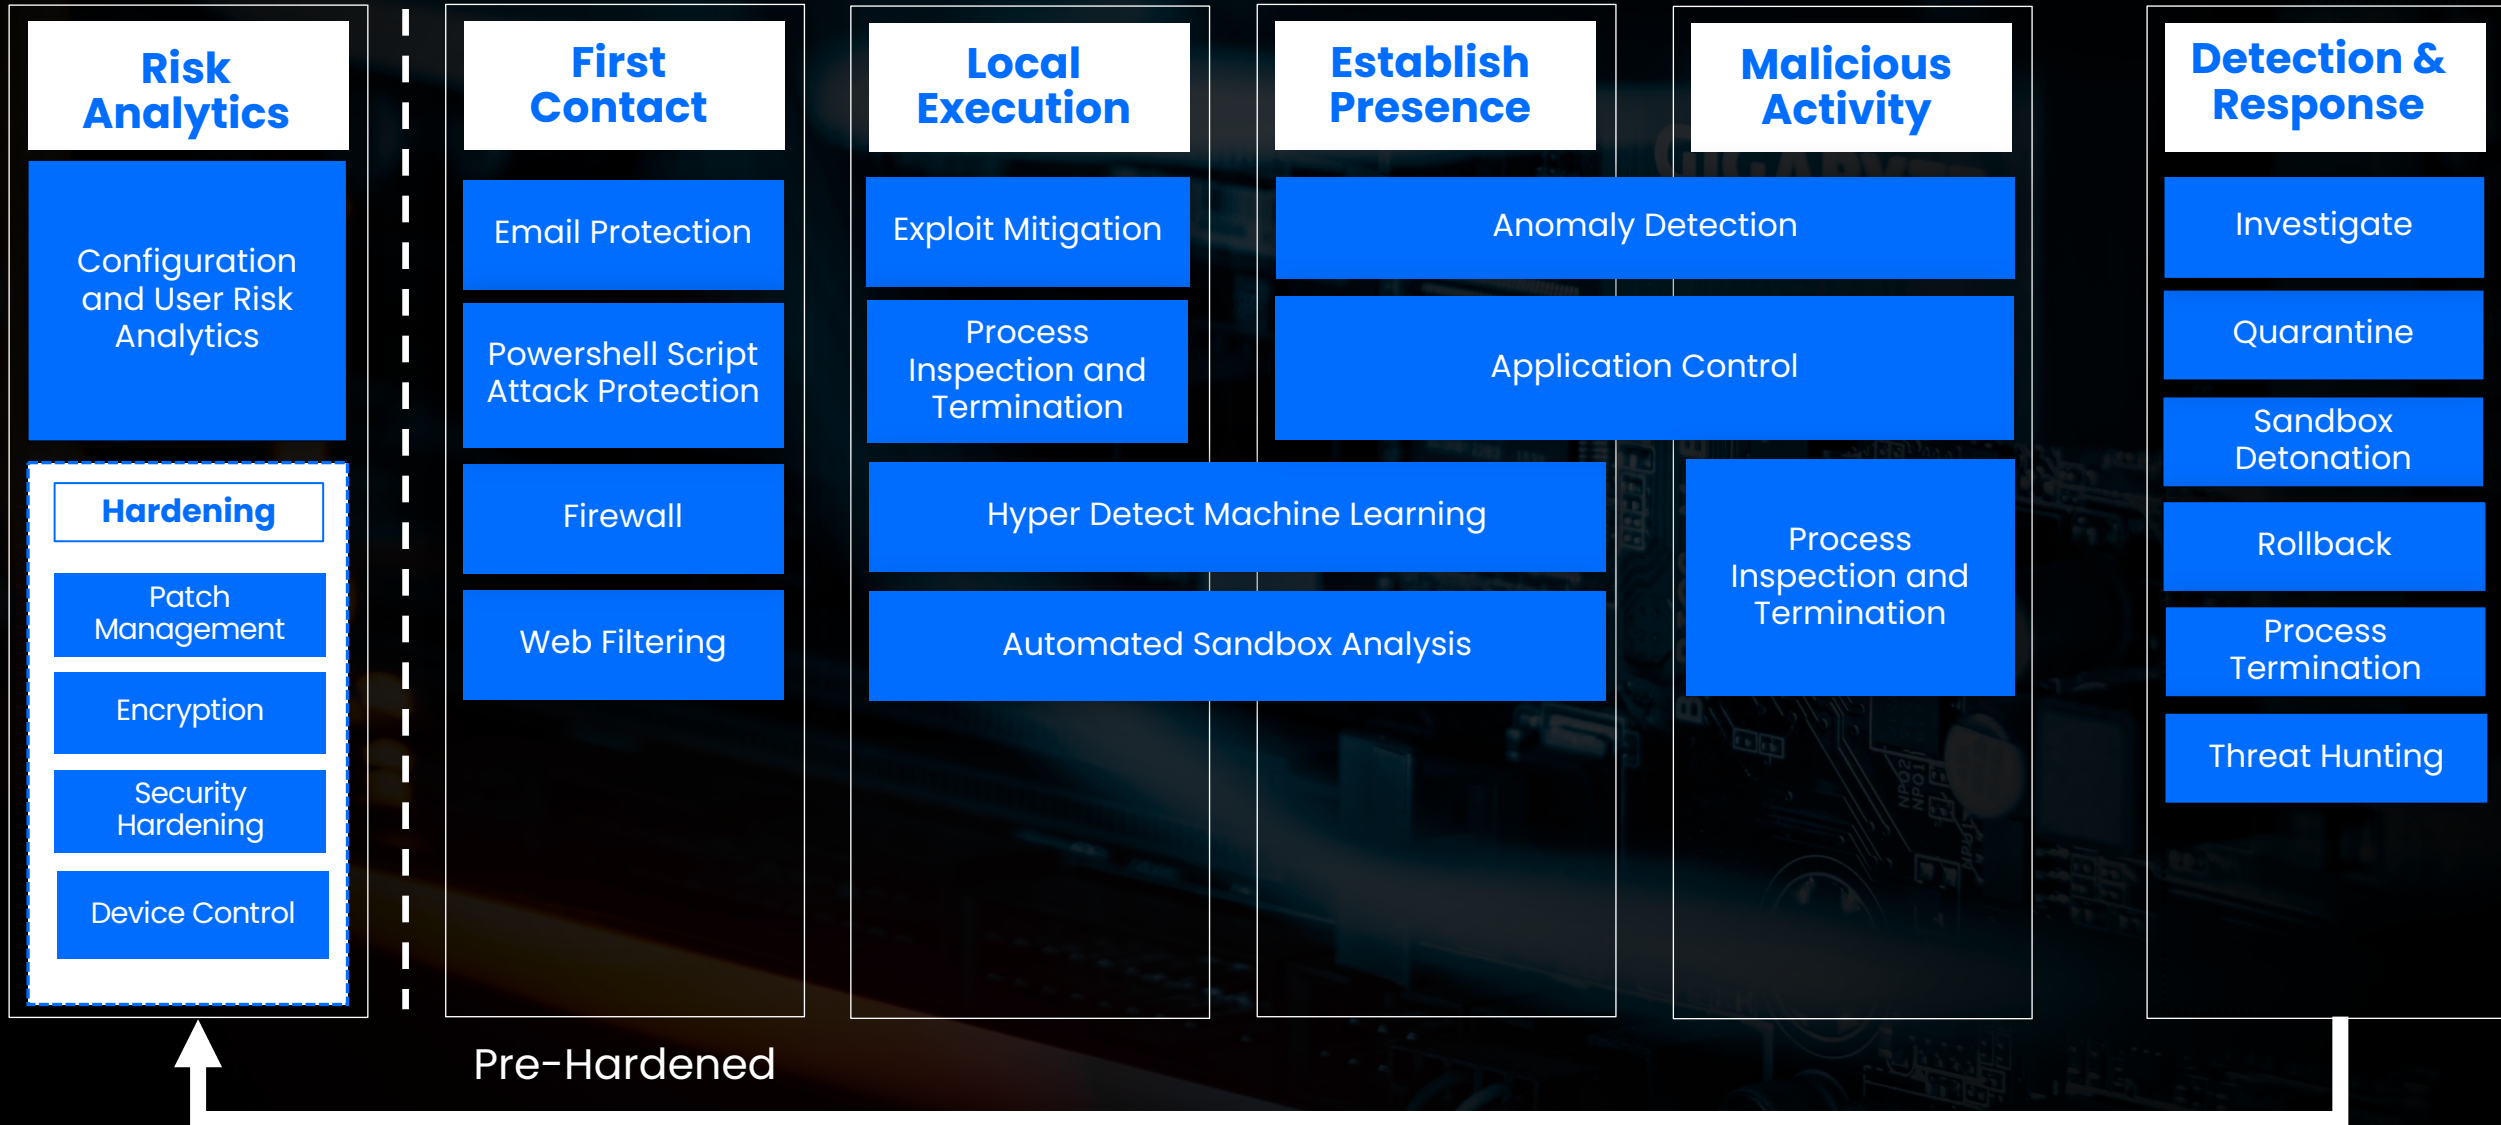 Risk
Analytics
Configuration
and User Risk
Analytics
Hardening
Patch
Management
Encryption
Security
Hardening
Device Control
First
Contact
Email Protection
Powershell Script
Attack Protection
Firewall
Web Filtering
Pre-Hardened
Local
Execution
Exploit Mitigation
Process
Inspection and
Termination
Hyper Detect Machine Learning
Automated Sandbox Analysis
Establish
Presence
Anomaly Detection
Application Control
Malicious
Activity
GIGABYTE
Process
Inspection and
Termination
NPO2
NPO1
Detection &
Response
Investigate
Quarantine
Sandbox
Detonation
Rollback
Process
Termination
Threat Hunting